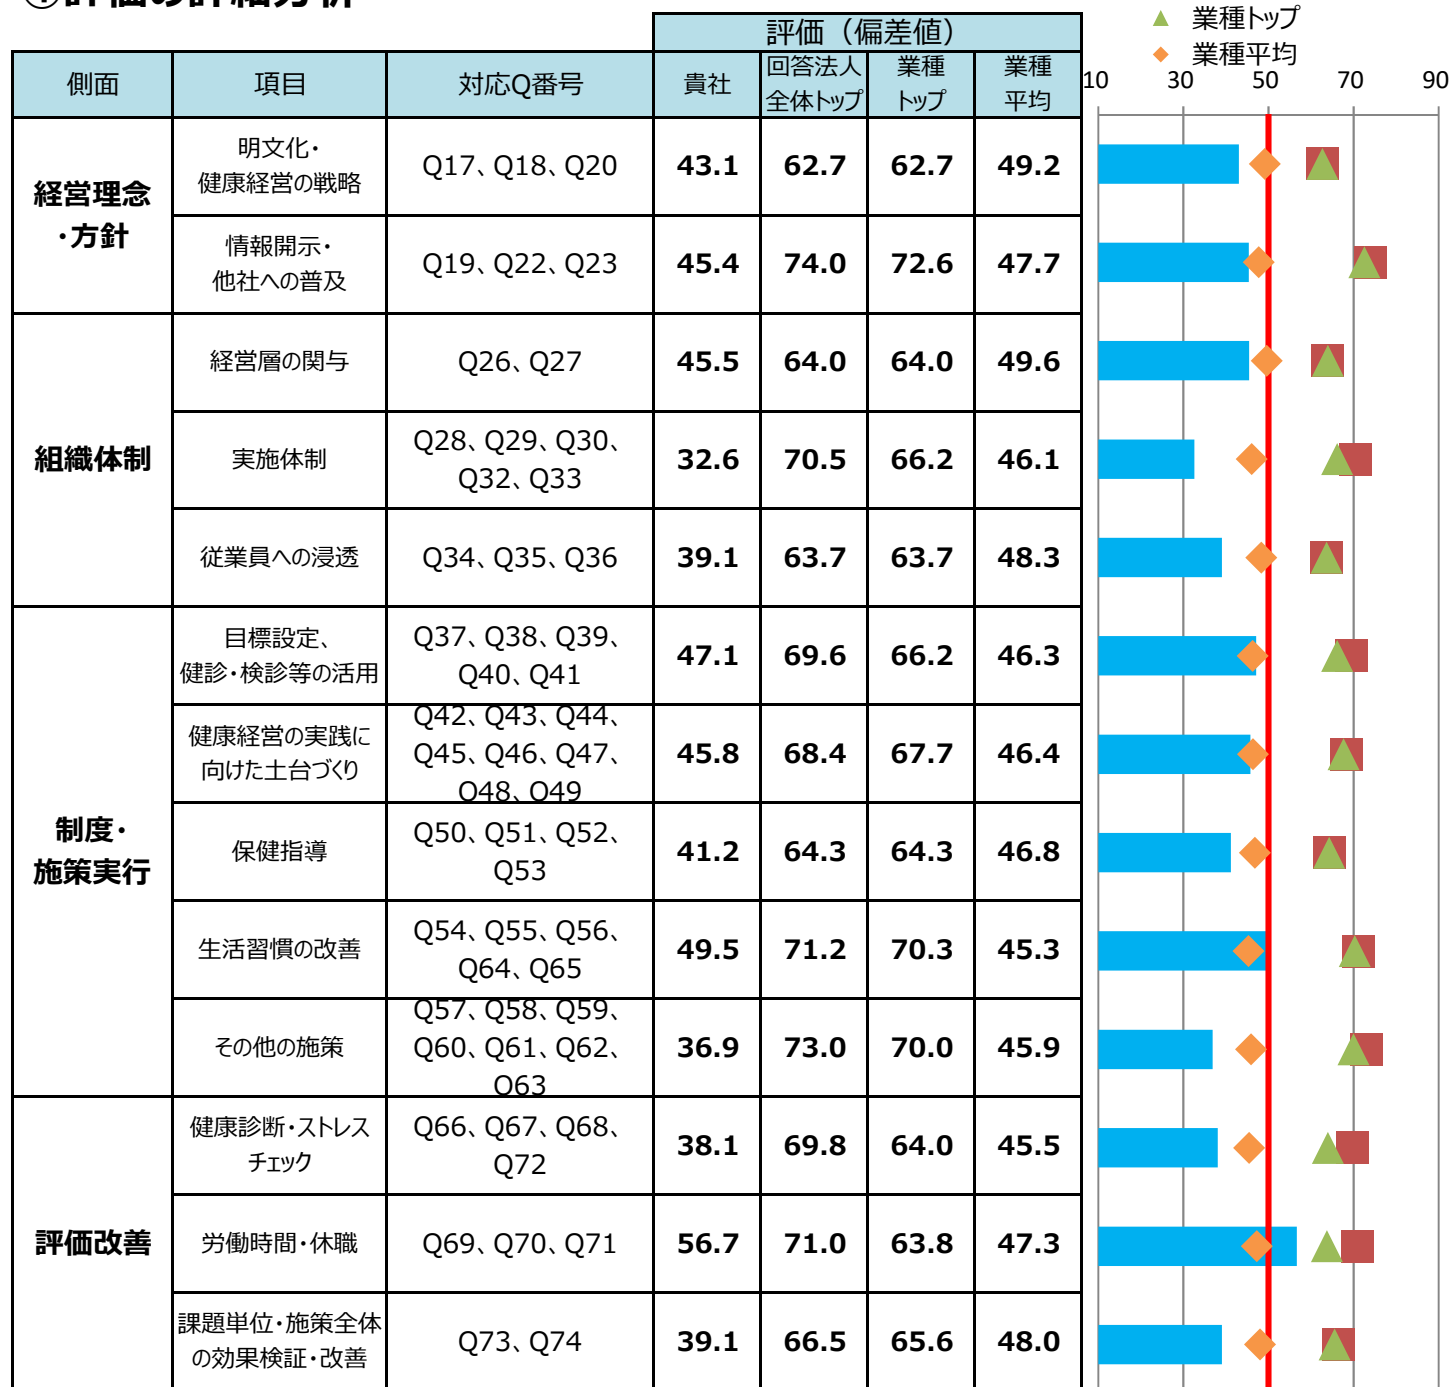 ①評価の詳細分析
▲ 業種トップ
◆ 業種平均
評価（偏差値）
側面 項目 対応Q番号 貴社 回答法人 業種 業種
全体トップ トップ 平均
10 30 50 70 90
経営理念
・方針
明文化・
健康経営の戦略
Q17、Q18、Q20 43.1 62.7 62.7 49.2
情報開示・
他社への普及
Q19、Q22、Q23 45.4 74.0 72.6 47.7
組織体制
経営層の関与 Q26、Q27 45.5 64.0 64.0 49.6
実施体制
Q28、Q29、Q30、
Q32、Q33
32.6 70.5 66.2 46.1
従業員への浸透 Q34、Q35、Q36 39.1 63.7 63.7 48.3
制度・
施策実行
目標設定、
健診・検診等の活用
Q37、Q38、Q39、
Q40、Q41
47.1 69.6 66.2 46.3
健康経営の実践に
向けた土台づくり
Q42、Q43、Q44、
Q45、Q46、Q47、
Q48、Q49
45.8 68.4 67.7 46.4
保健指導
Q50、Q51、Q52、
Q53
41.2 64.3 64.3 46.8
生活習慣の改善
Q54、Q55、Q56、
Q64、Q65
49.5 71.2 70.3 45.3
その他の施策
Q57、Q58、Q59、
Q60、Q61、Q62、
Q63
36.9 73.0 70.0 45.9
評価改善
健康診断・ストレス
チェック
Q66、Q67、Q68、
Q72
38.1 69.8 64.0 45.5
労働時間・休職 Q69、Q70、Q71 56.7 71.0 63.8 47.3
課題単位・施策全体
の効果検証・改善
Q73、Q74 39.1 66.5 65.6 48.0